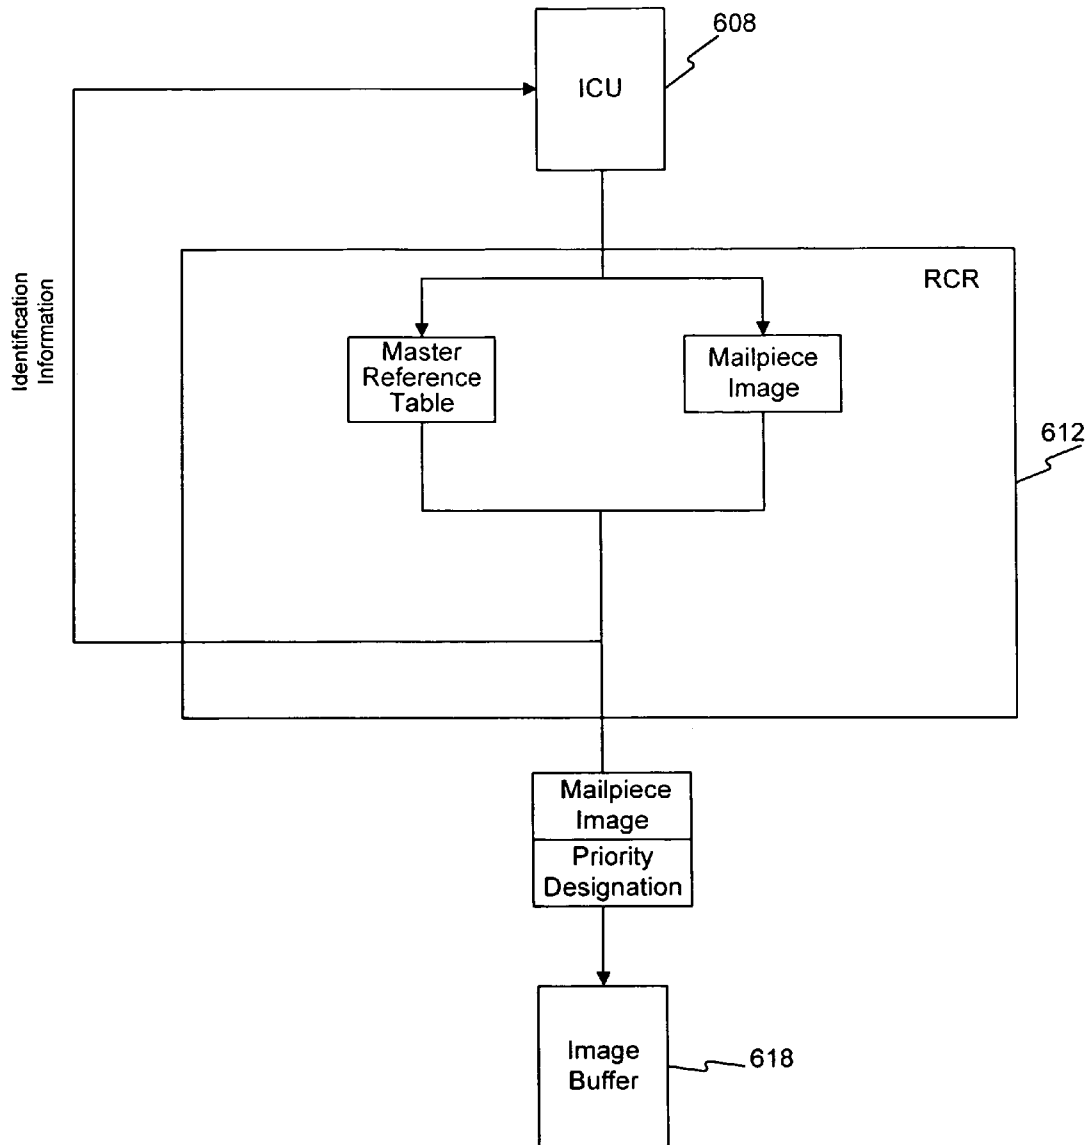 608
ICU
Identification
Information
RCR
Master
Reference
Table
Mailpiece
Image
612
Mailpiece
Image
Priority
Designation
Image
Buffer
618